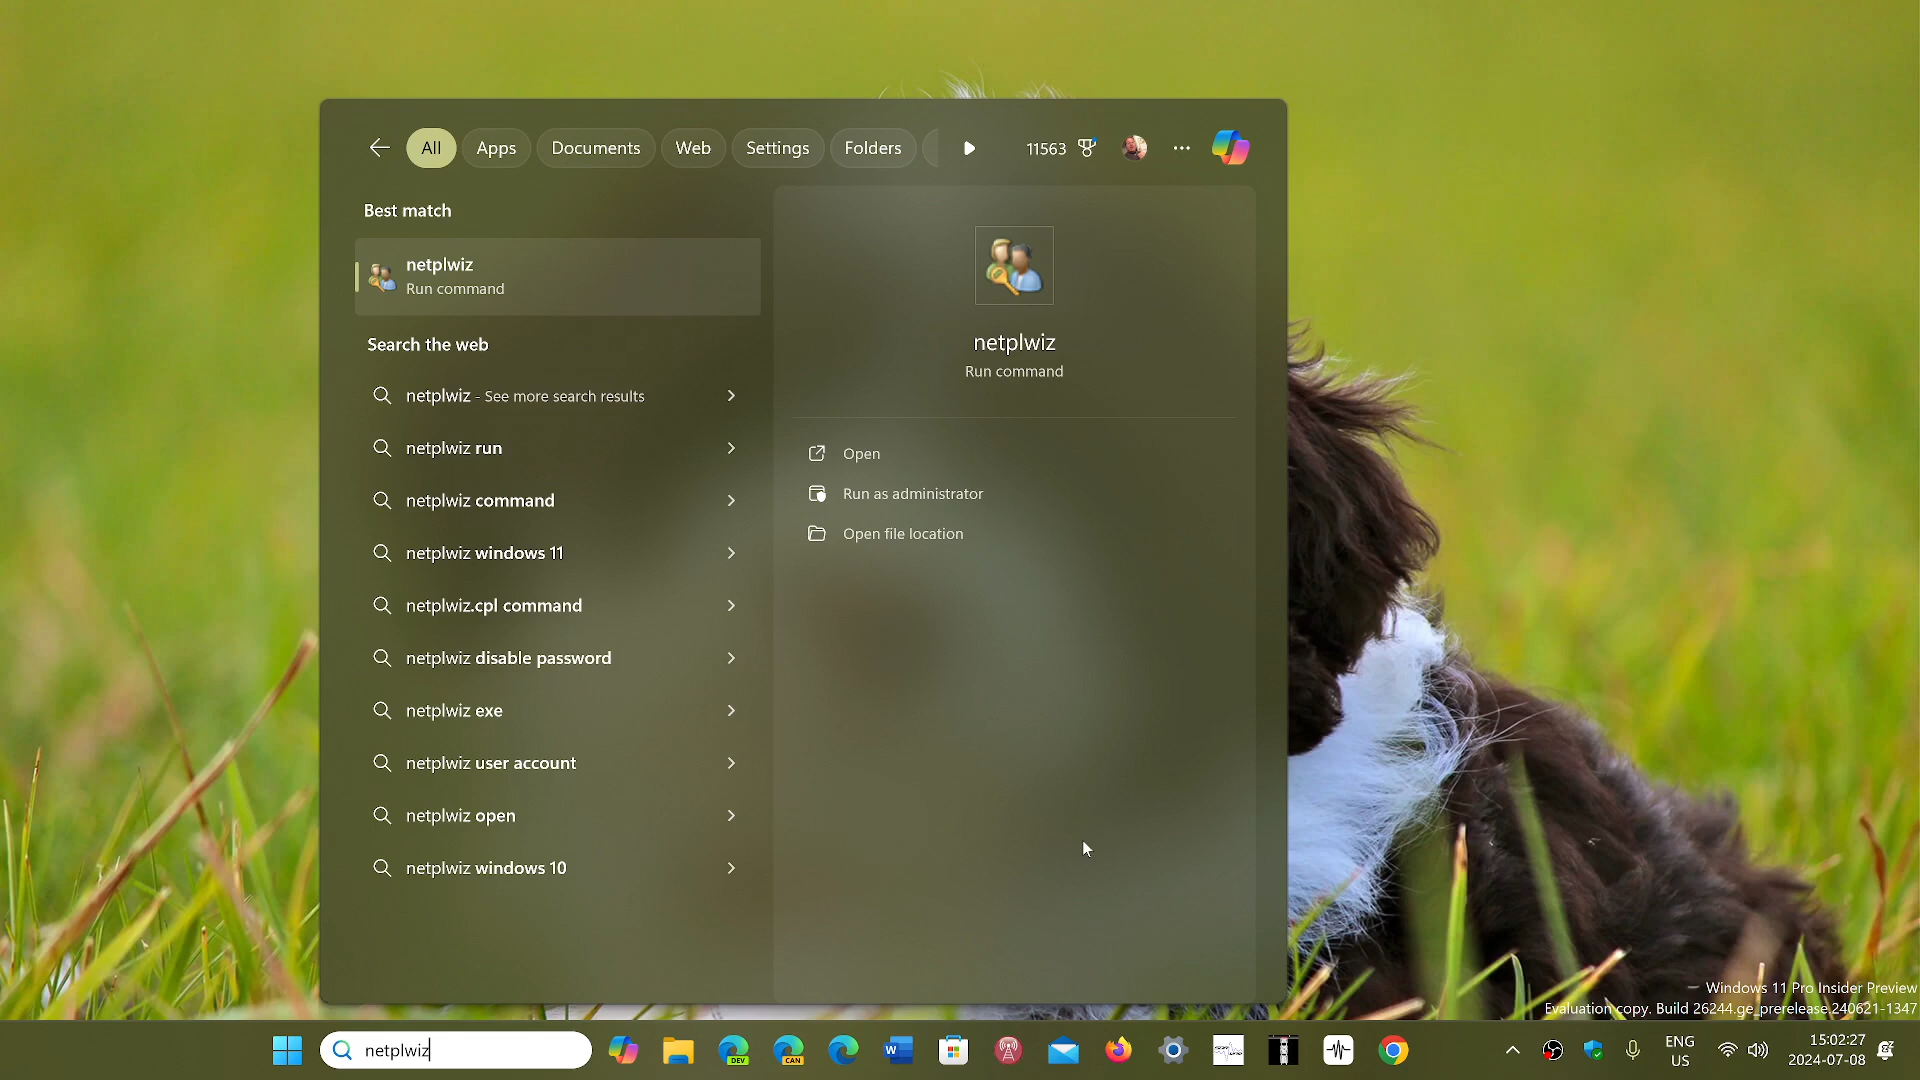 All
Apps
Documents
Web
Settings
Folders
11563
Best match
netplwiz
Run command
Search the web
netplwiz - See more search results
netplwiz run
netplwiz command
netplwiz windows 11
netplwiz.cpl command
netplwiz disable password
netplwiz exe
netplwiz user account
netplwiz open
netplwiz windows 10
netplwiz
Run command
Open
Run as administrator
Open file location
Windows 11 Pro Insider Preview
Evaluation copy. Build 26244.ge_prerelease.240621-1347
netplwiz
DEV
CAN
W
ENG
US
15:02:27
2024-07-08